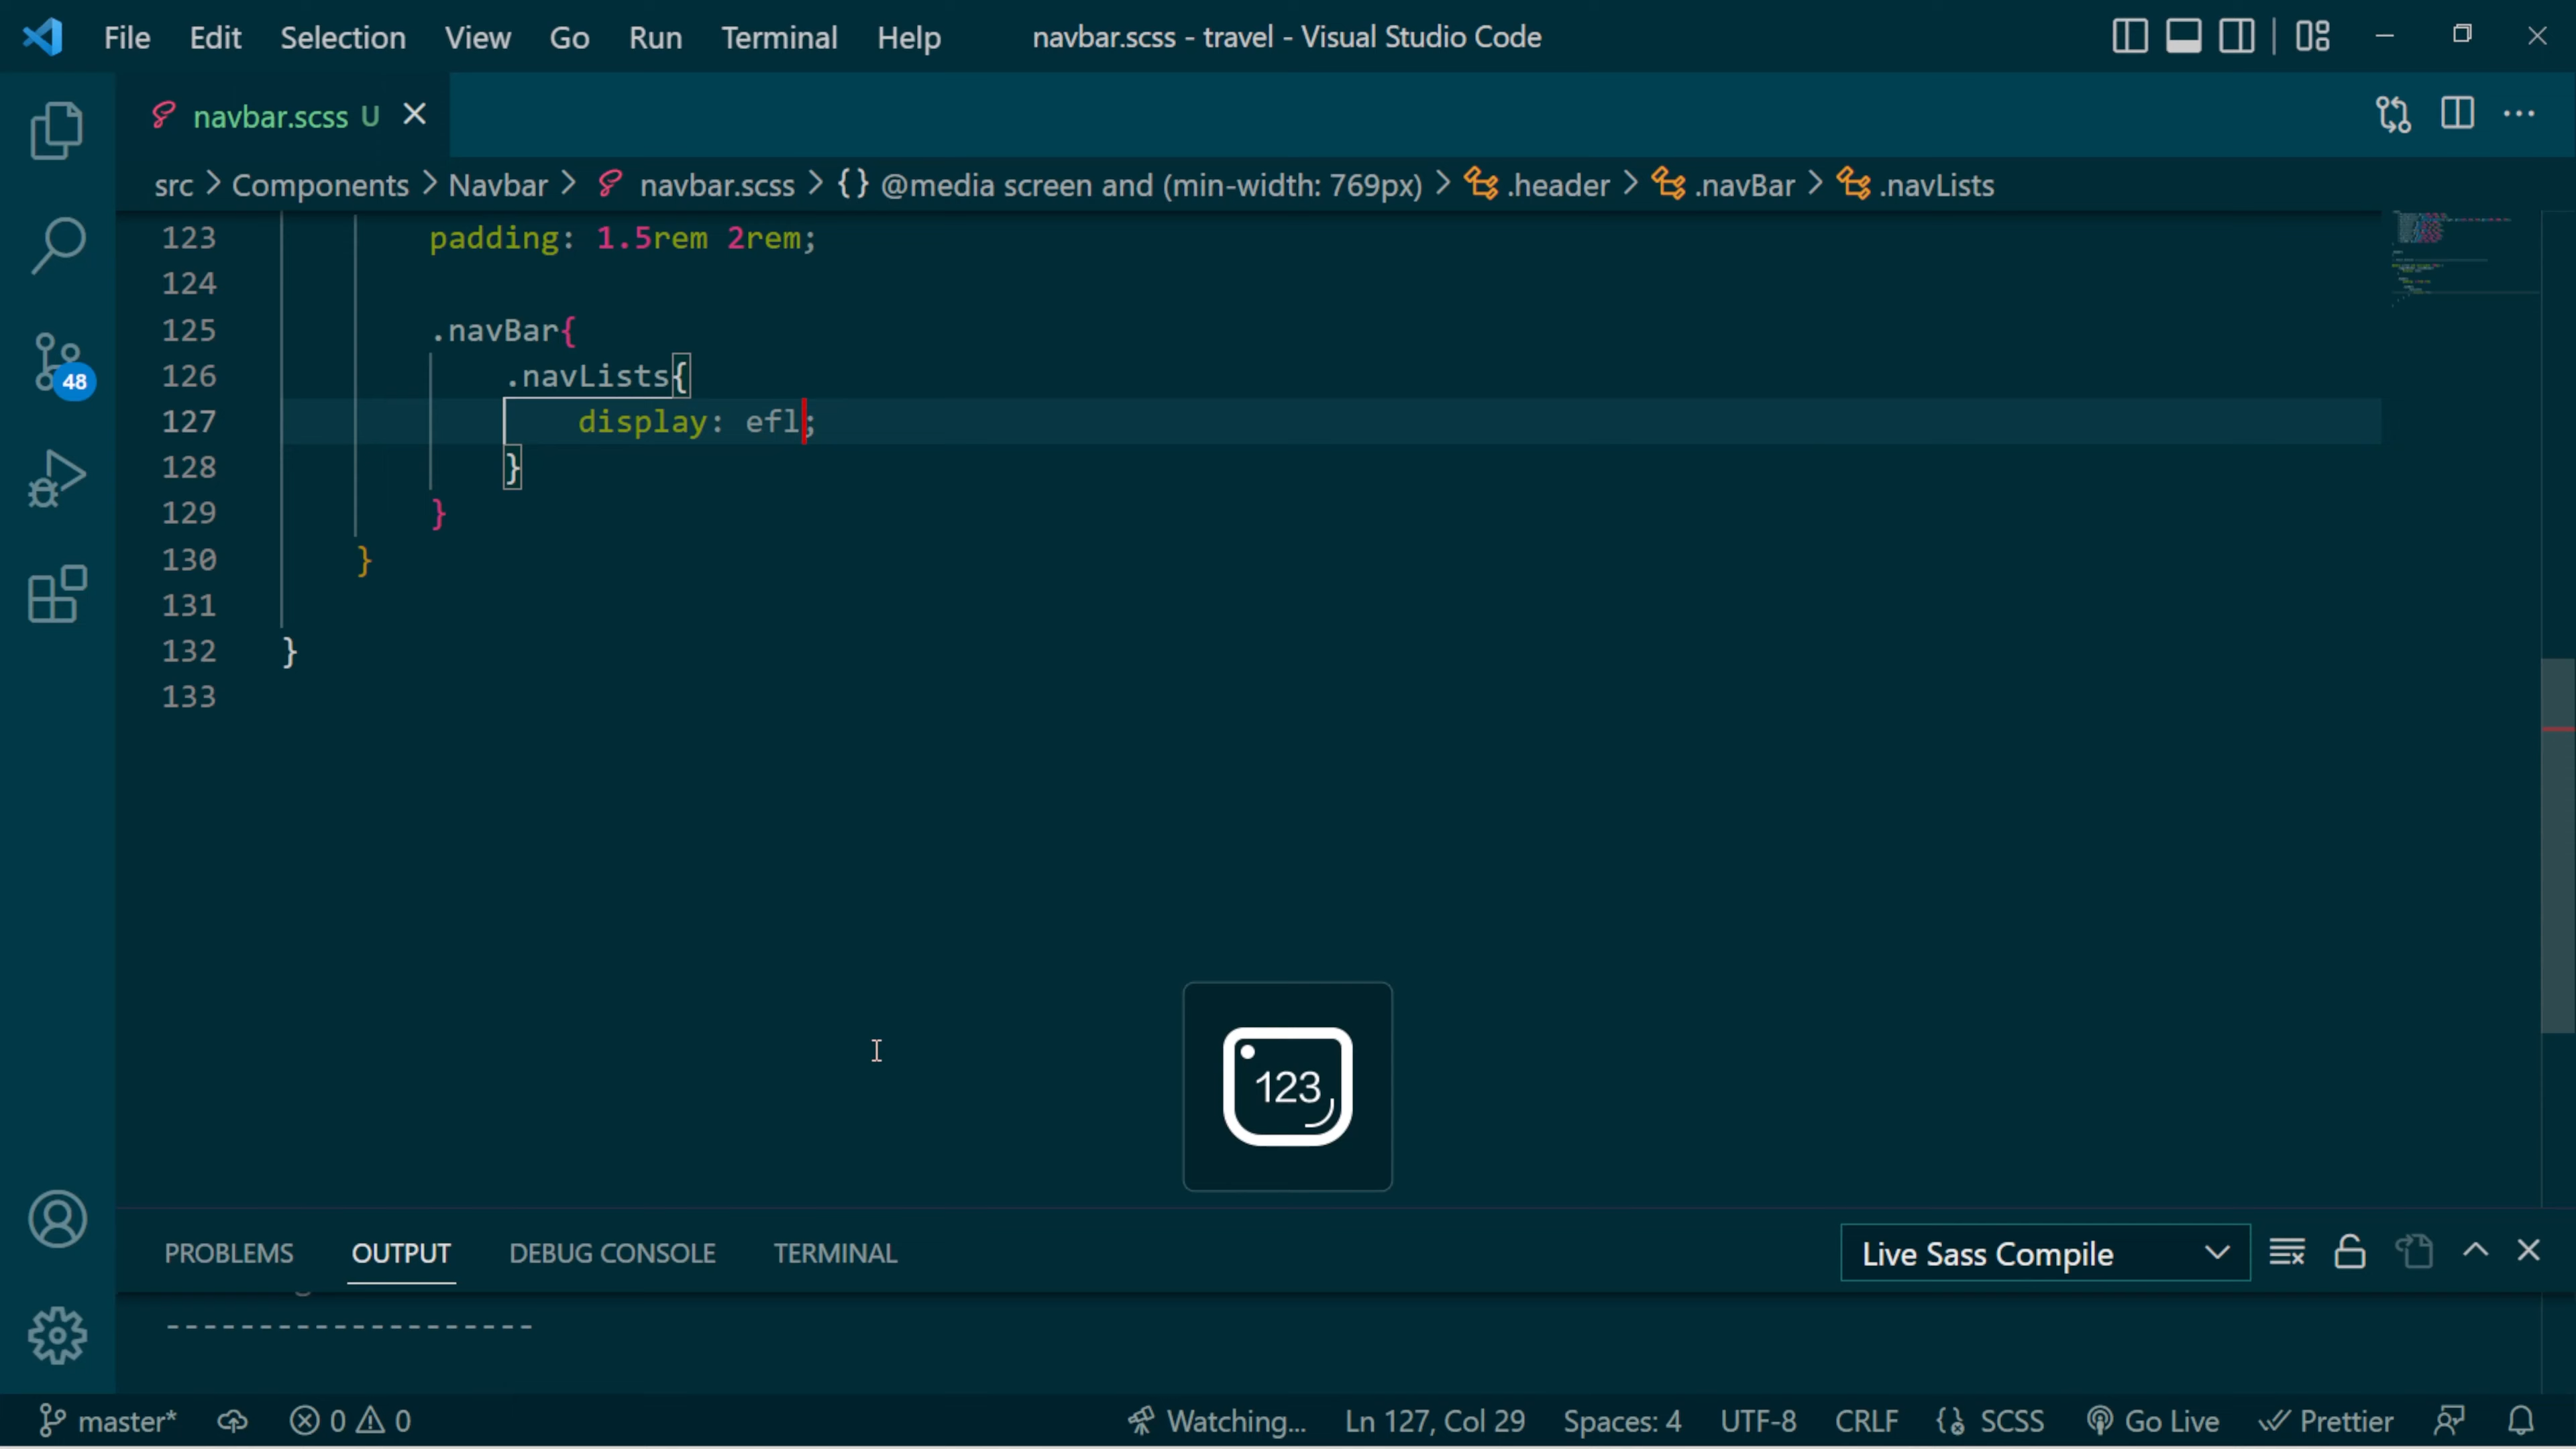 File Edit Selection View Go Run Terminal Help navbar.scss - travel - Visual Studio Code
navbar.scss U
src > Components > Navbar > navbar.scss > {} @media screen and (min-width: 769px) > .header > .navBar > .navLists
123 padding: 1.5rem 2rem;
124
125 .navBar{
126 .navLists{
127 display: efl;
128 }
129 }
130 }
131
132 }
133
48
123
PROBLEMS OUTPUT DEBUG CONSOLE TERMINAL Live Sass Compile
--------------------
master* 0 0 Watching... Ln 127, Col 29 Spaces: 4 UTF-8 CRLF SCSS Go Live Prettier